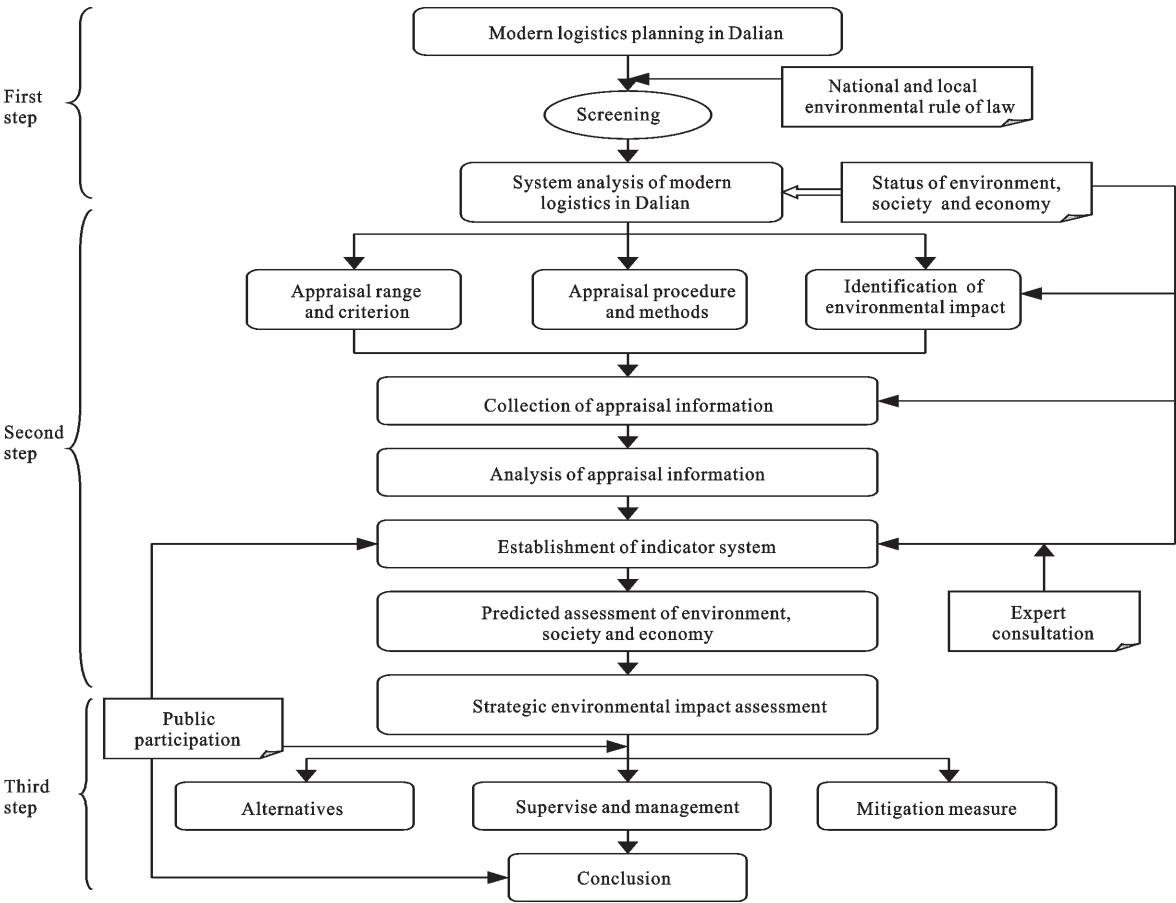 Modern logistics planning in Dalian
First
step
National and local
environmental rule of law
Screening
System analysis of modern
logistics in Dalian
Status of environment,
society and economy
Appraisal range
and criterion
Appraisal procedure
and methods
Identification of
environmental impact
Collection of appraisal information
Second
step
Analysis of appraisal information
Establishment of indicator system
Predicted assessment of environment,
society and economy
Expert
consultation
Strategic environmental impact assessment
Public
participation
Third
step
Alternatives
Supervise and management
Mitigation measure
Conclusion